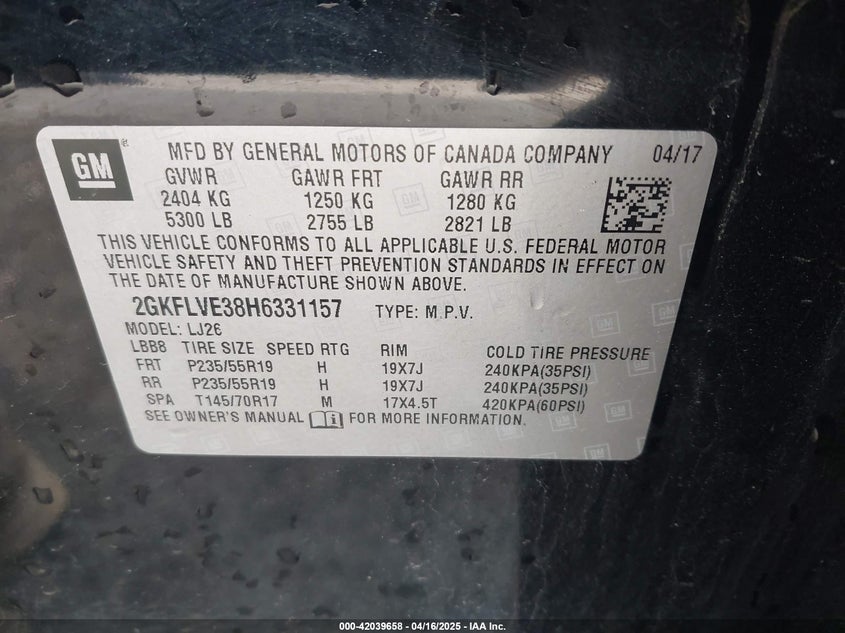 GM
MFD BY GENERAL MOTORS OF CANADA COMPANY 04/17
GVWR GAWR FRT GAWR RR
2404 KG 1250 KG 1280 KG
5300 LB 2755 LB 2821 LB
THIS VEHICLE CONFORMS TO ALL APPLICABLE U.S. FEDERAL MOTOR
VEHICLE SAFETY AND THEFT PREVENTION STANDARDS IN EFFECT ON
THE DATE OF MANUFACTURE SHOWN ABOVE.
2GKFLVE38H6331157 TYPE: M.P.V.
MODEL: LJ26
LBB8 TIRE SIZE SPEED RTG RIM COLD TIRE PRESSURE
FRT P235/55R19 H 19X7J 240KPA(35PSI)
RR P235/55R19 H 19X7J 240KPA(35PSI)
SPA T145/70R17 M 17X4.5T 420KPA(60PSI)
SEE OWNER'S MANUAL FOR MORE INFORMATION.
000-42039658 - 04/16/2025 - IAA Inc.